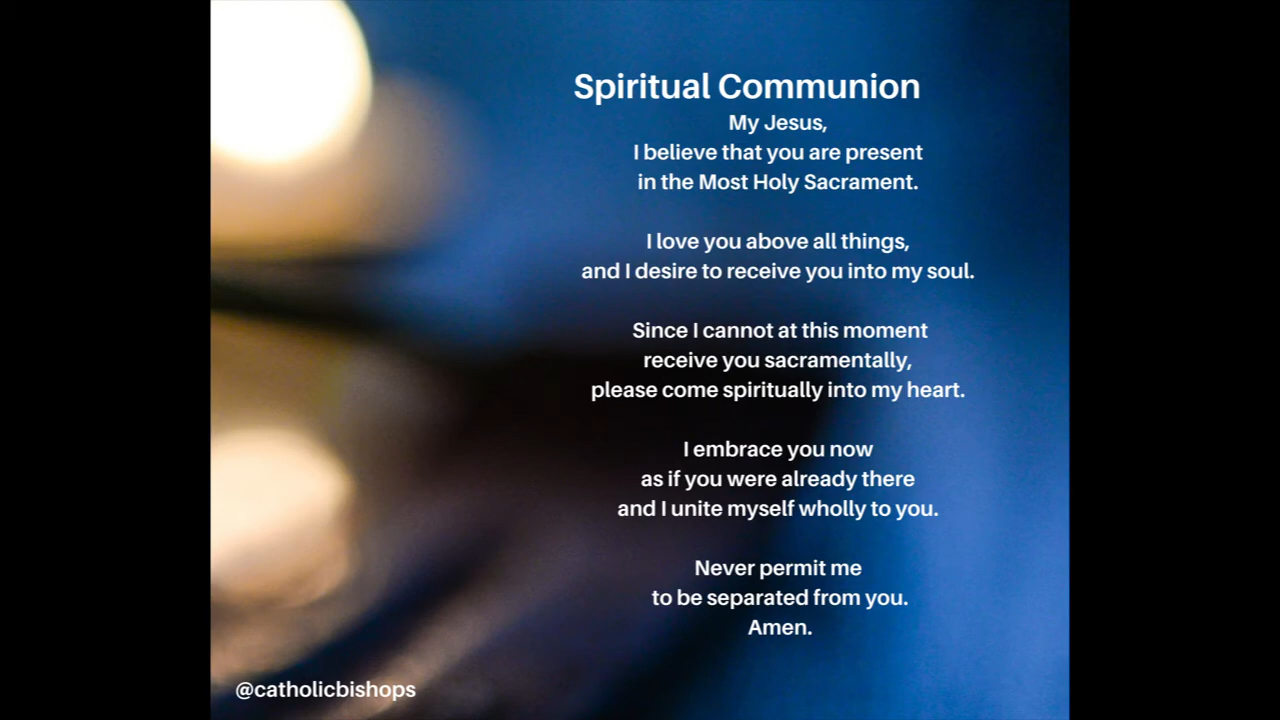 Spiritual Communion
My Jesus,
I believe that you are present
in the Most Holy Sacrament.
I love you above all things,
and I desire to receive you into my soul.
Since I cannot at this moment
receive you sacramentally,
please come spiritually into my heart.
I embrace you now
as if you were already there
and I unite myself wholly to you.
Never permit me
to be separated from you.
Amen.
@catholicbishops